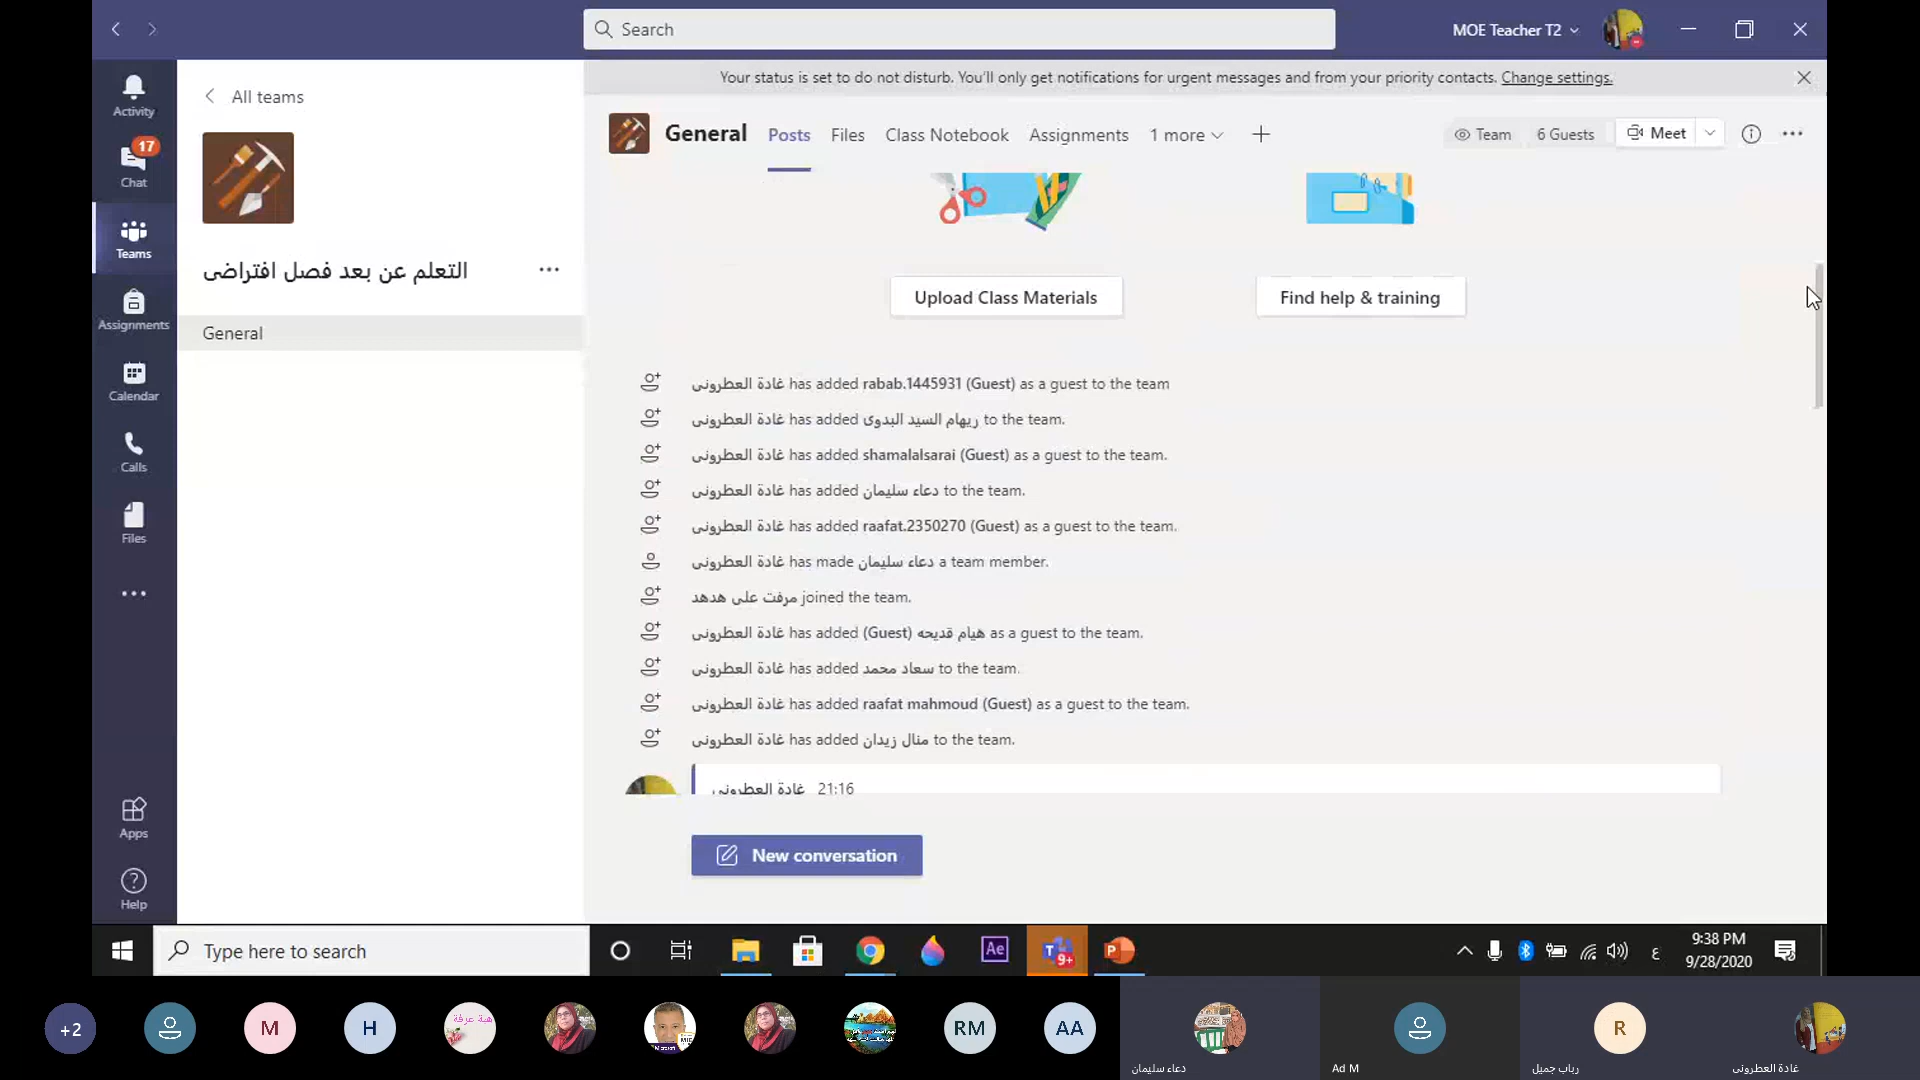 Search
MOE Teacher T2
Your status is set to do not disturb. You'll only get notifications for urgent messages and from your priority contacts. Change settings.
Activity
17
Chat
Teams
Assignments
Calendar
Calls
Files
Apps
Help
All teams
التعلم عن بعد فصل افتراضى
General
General
Posts
Files
Class Notebook
Assignments
1 more
Team
6 Guests
Meet
Upload Class Materials
Find help & training
غادة العطرونى has added rabab.1445931 (Guest) as a guest to the team
غادة العطرونى has added ريهام السيد البدوى to the team.
غادة العطرونى has added shamalalsarai (Guest) as a guest to the team.
غادة العطرونى has added دعاء سليمان to the team.
غادة العطرونى has added raafat.2350270 (Guest) as a guest to the team.
غادة العطرونى has made دعاء سليمان a team member.
مرفت على هدهد joined the team.
غادة العطرونى has added هيام قديحه (Guest) as a guest to the team.
غادة العطرونى has added سعاد محمد to the team.
غادة العطرونى has added raafat mahmoud (Guest) as a guest to the team.
غادة العطرونى has added منال زيدان to the team.
غادة العطرونى 21:16
New conversation
Type here to search
Ae
9+
ع
9:38 PM
9/28/2020
+2
M
H
هبة عرفة
RM
AA
R
دعاء سليمان
Ad M
رباب جميل
غادة العطرونى